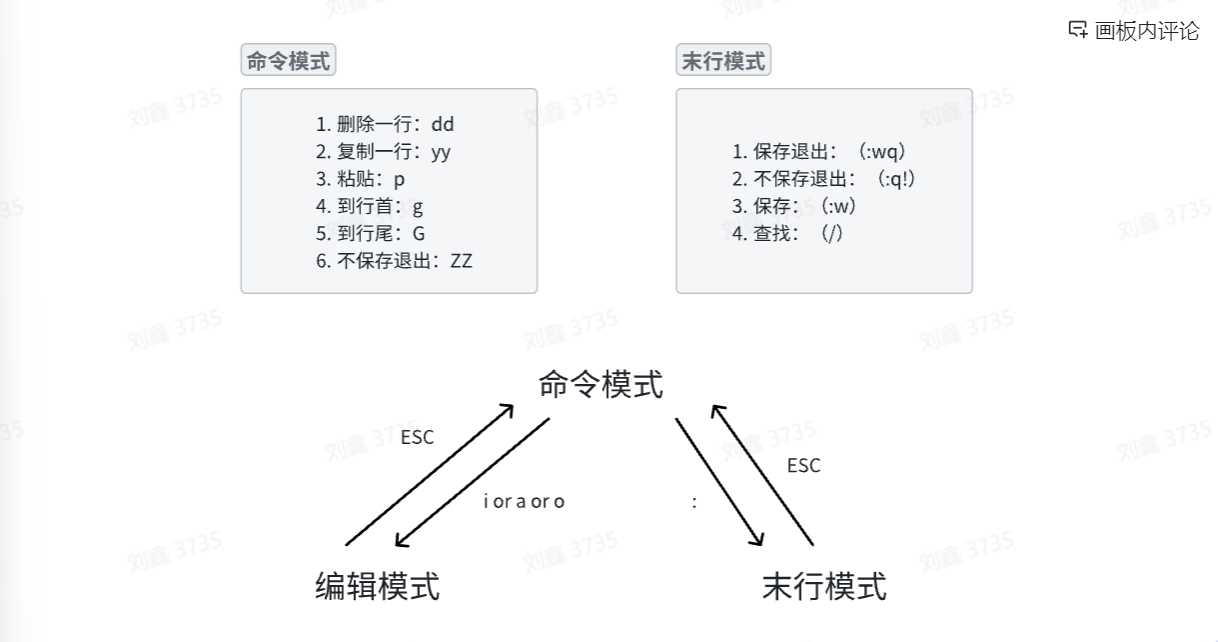 画板内评论
命令模式
1. 删除一行：dd
2. 复制一行：yy
3. 粘贴：p
4. 到行首：g
5. 到行尾：G
6. 不保存退出：ZZ
末行模式
1. 保存退出：（:wq）
2. 不保存退出：（:q!）
3. 保存：（:w）
4. 查找：（/）
命令模式
ESC
i or a or o
:
ESC
编辑模式
末行模式
刘鑫 3735